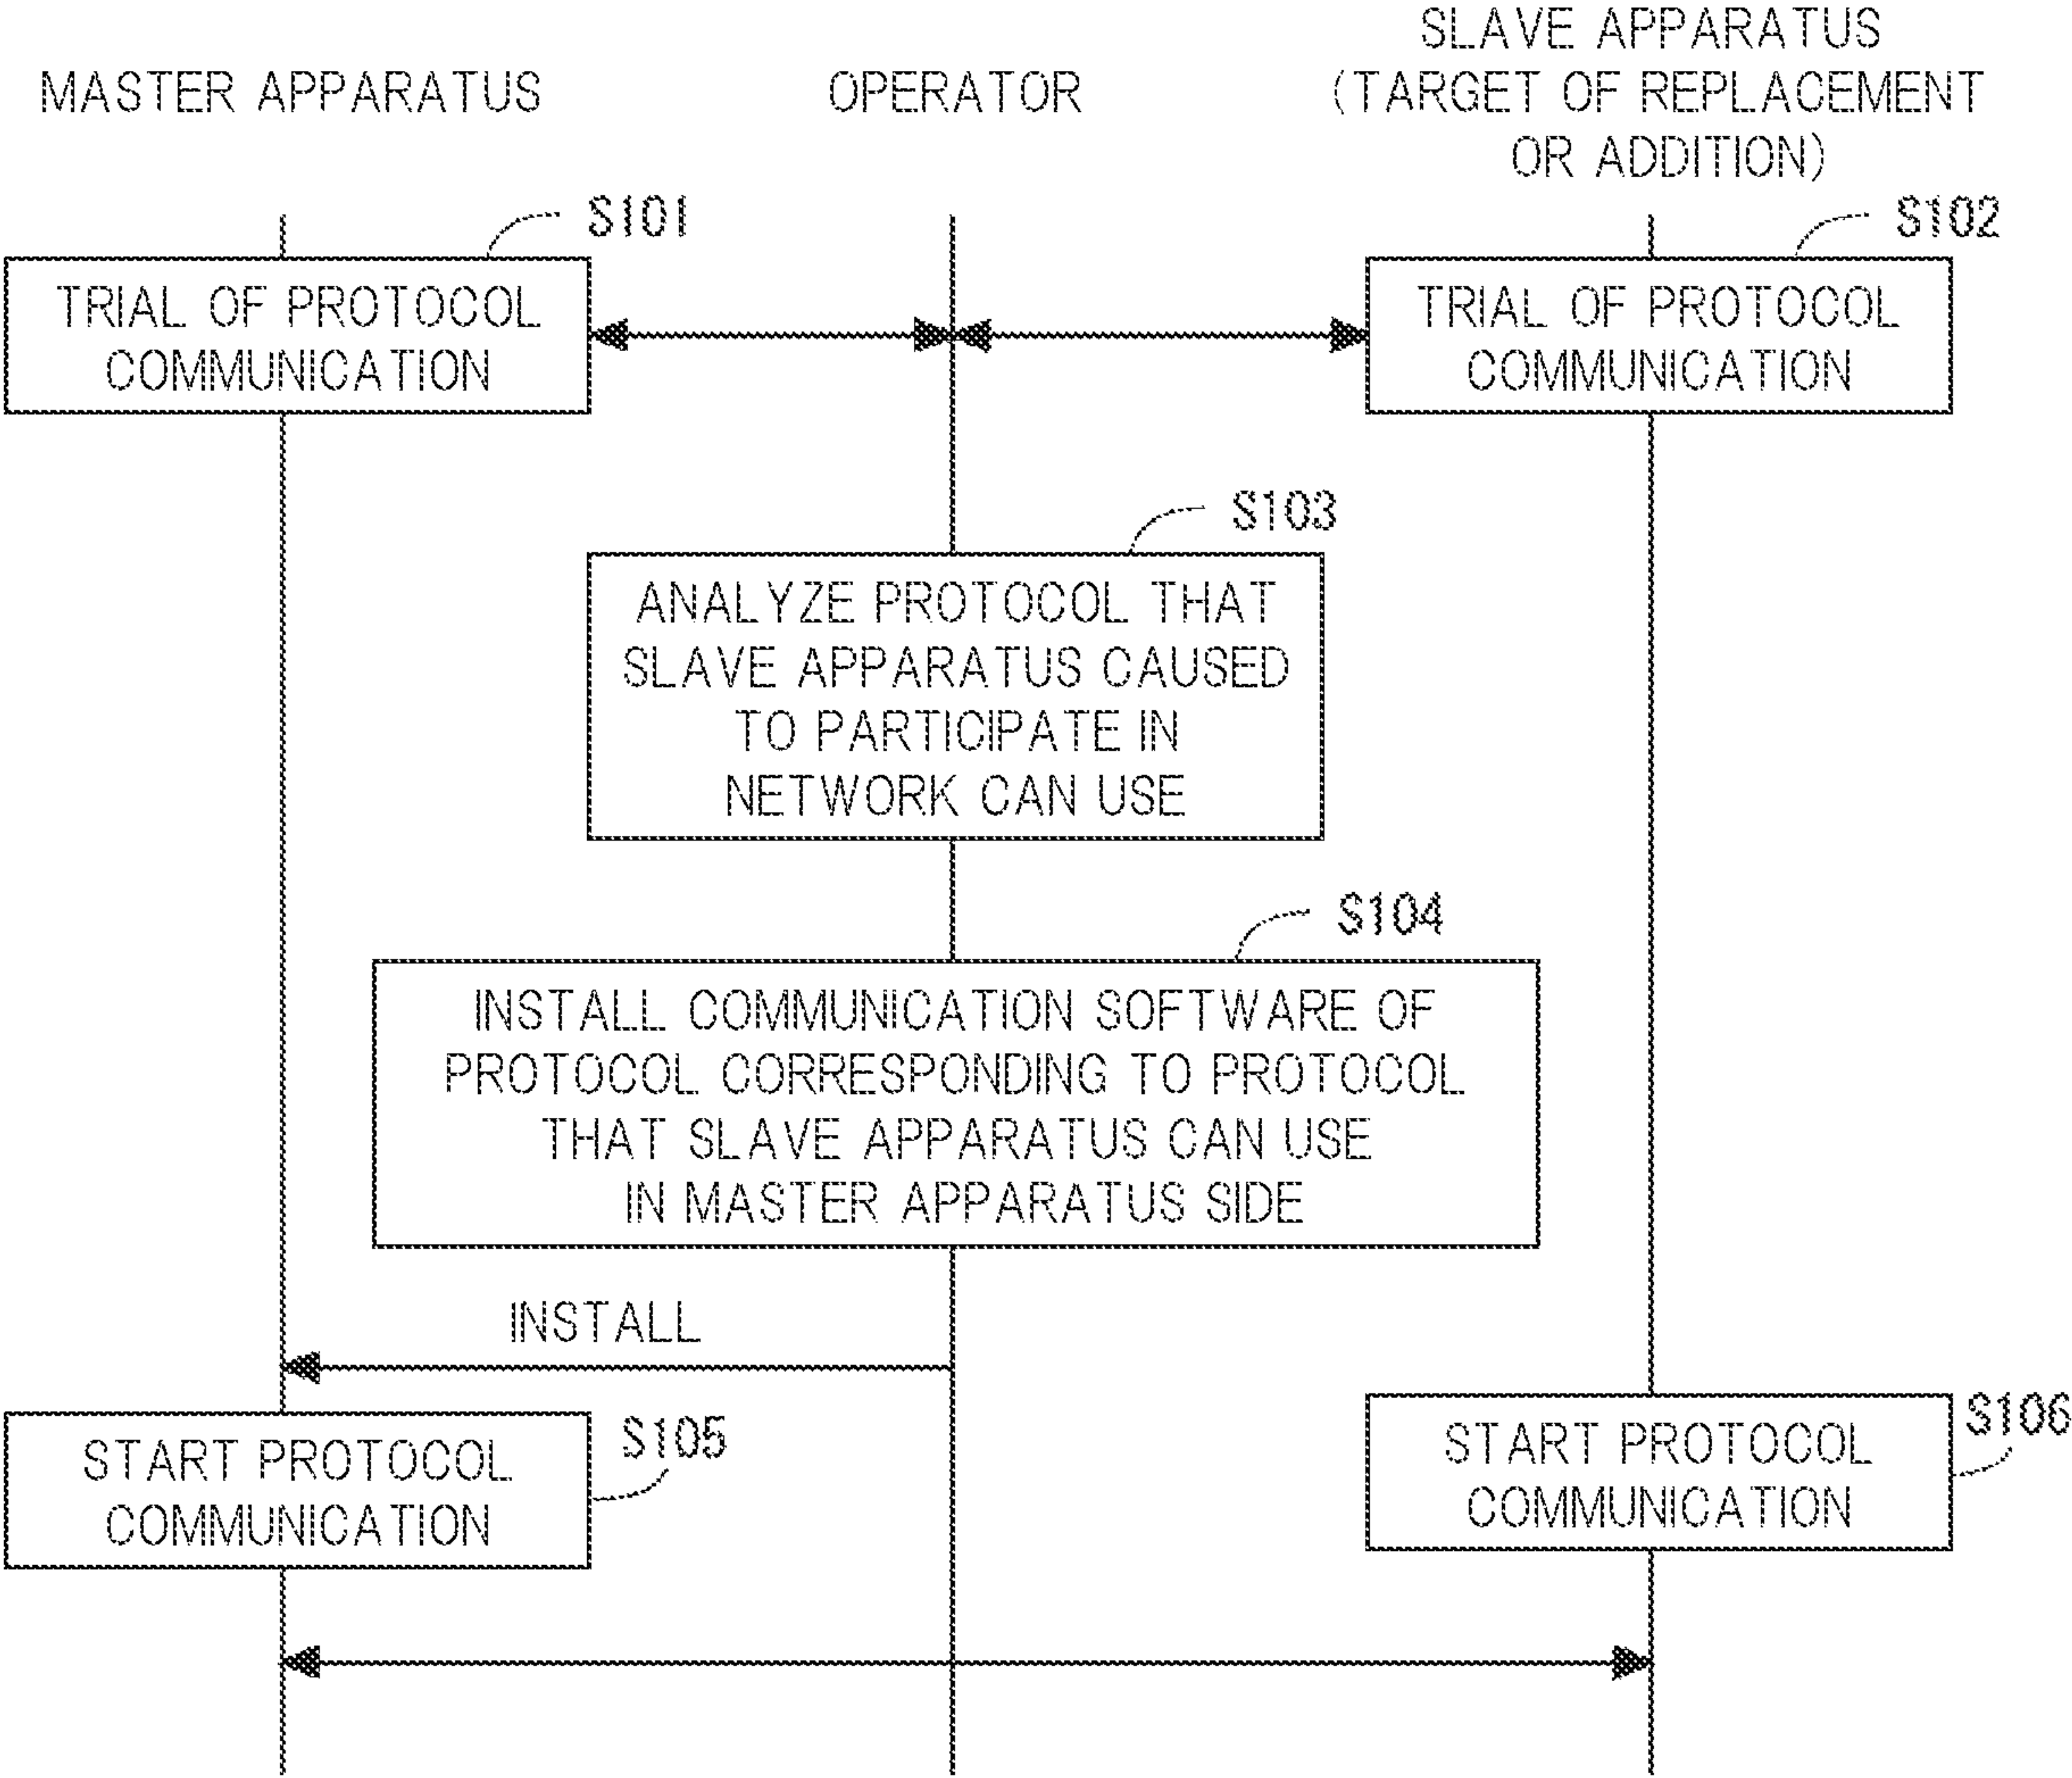 MASTER APPARATUS
OPERATOR
SLAVE APPARATUS
(TARGET OF REPLACEMENT
OR ADDITION)
S101
S102
TRIAL OF PROTOCOL
COMMUNICATION
TRIAL OF PROTOCOL
COMMUNICATION
S103
ANALYZE PROTOCOL THAT
SLAVE APPARATUS CAUSED
TO PARTICIPATE IN
NETWORK CAN USE
S104
INSTALL COMMUNICATION SOFTWARE OF
PROTOCOL CORRESPONDING TO PROTOCOL
THAT SLAVE APPARATUS CAN USE
IN MASTER APPARATUS SIDE
INSTALL
S105
START PROTOCOL
COMMUNICATION
S106
START PROTOCOL
COMMUNICATION